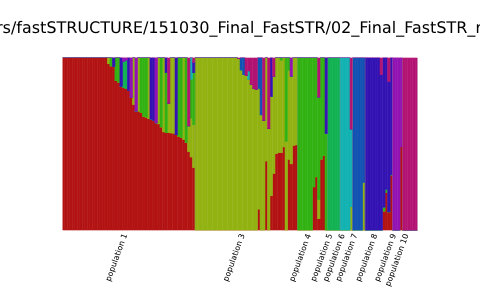 rs/fastSTRUCTURE/151030_Final_FastSTR/02_Final_FastSTR_r
population 1
population 3
population 4
population 5
population 6
population 7
population 8
population 9
population 10